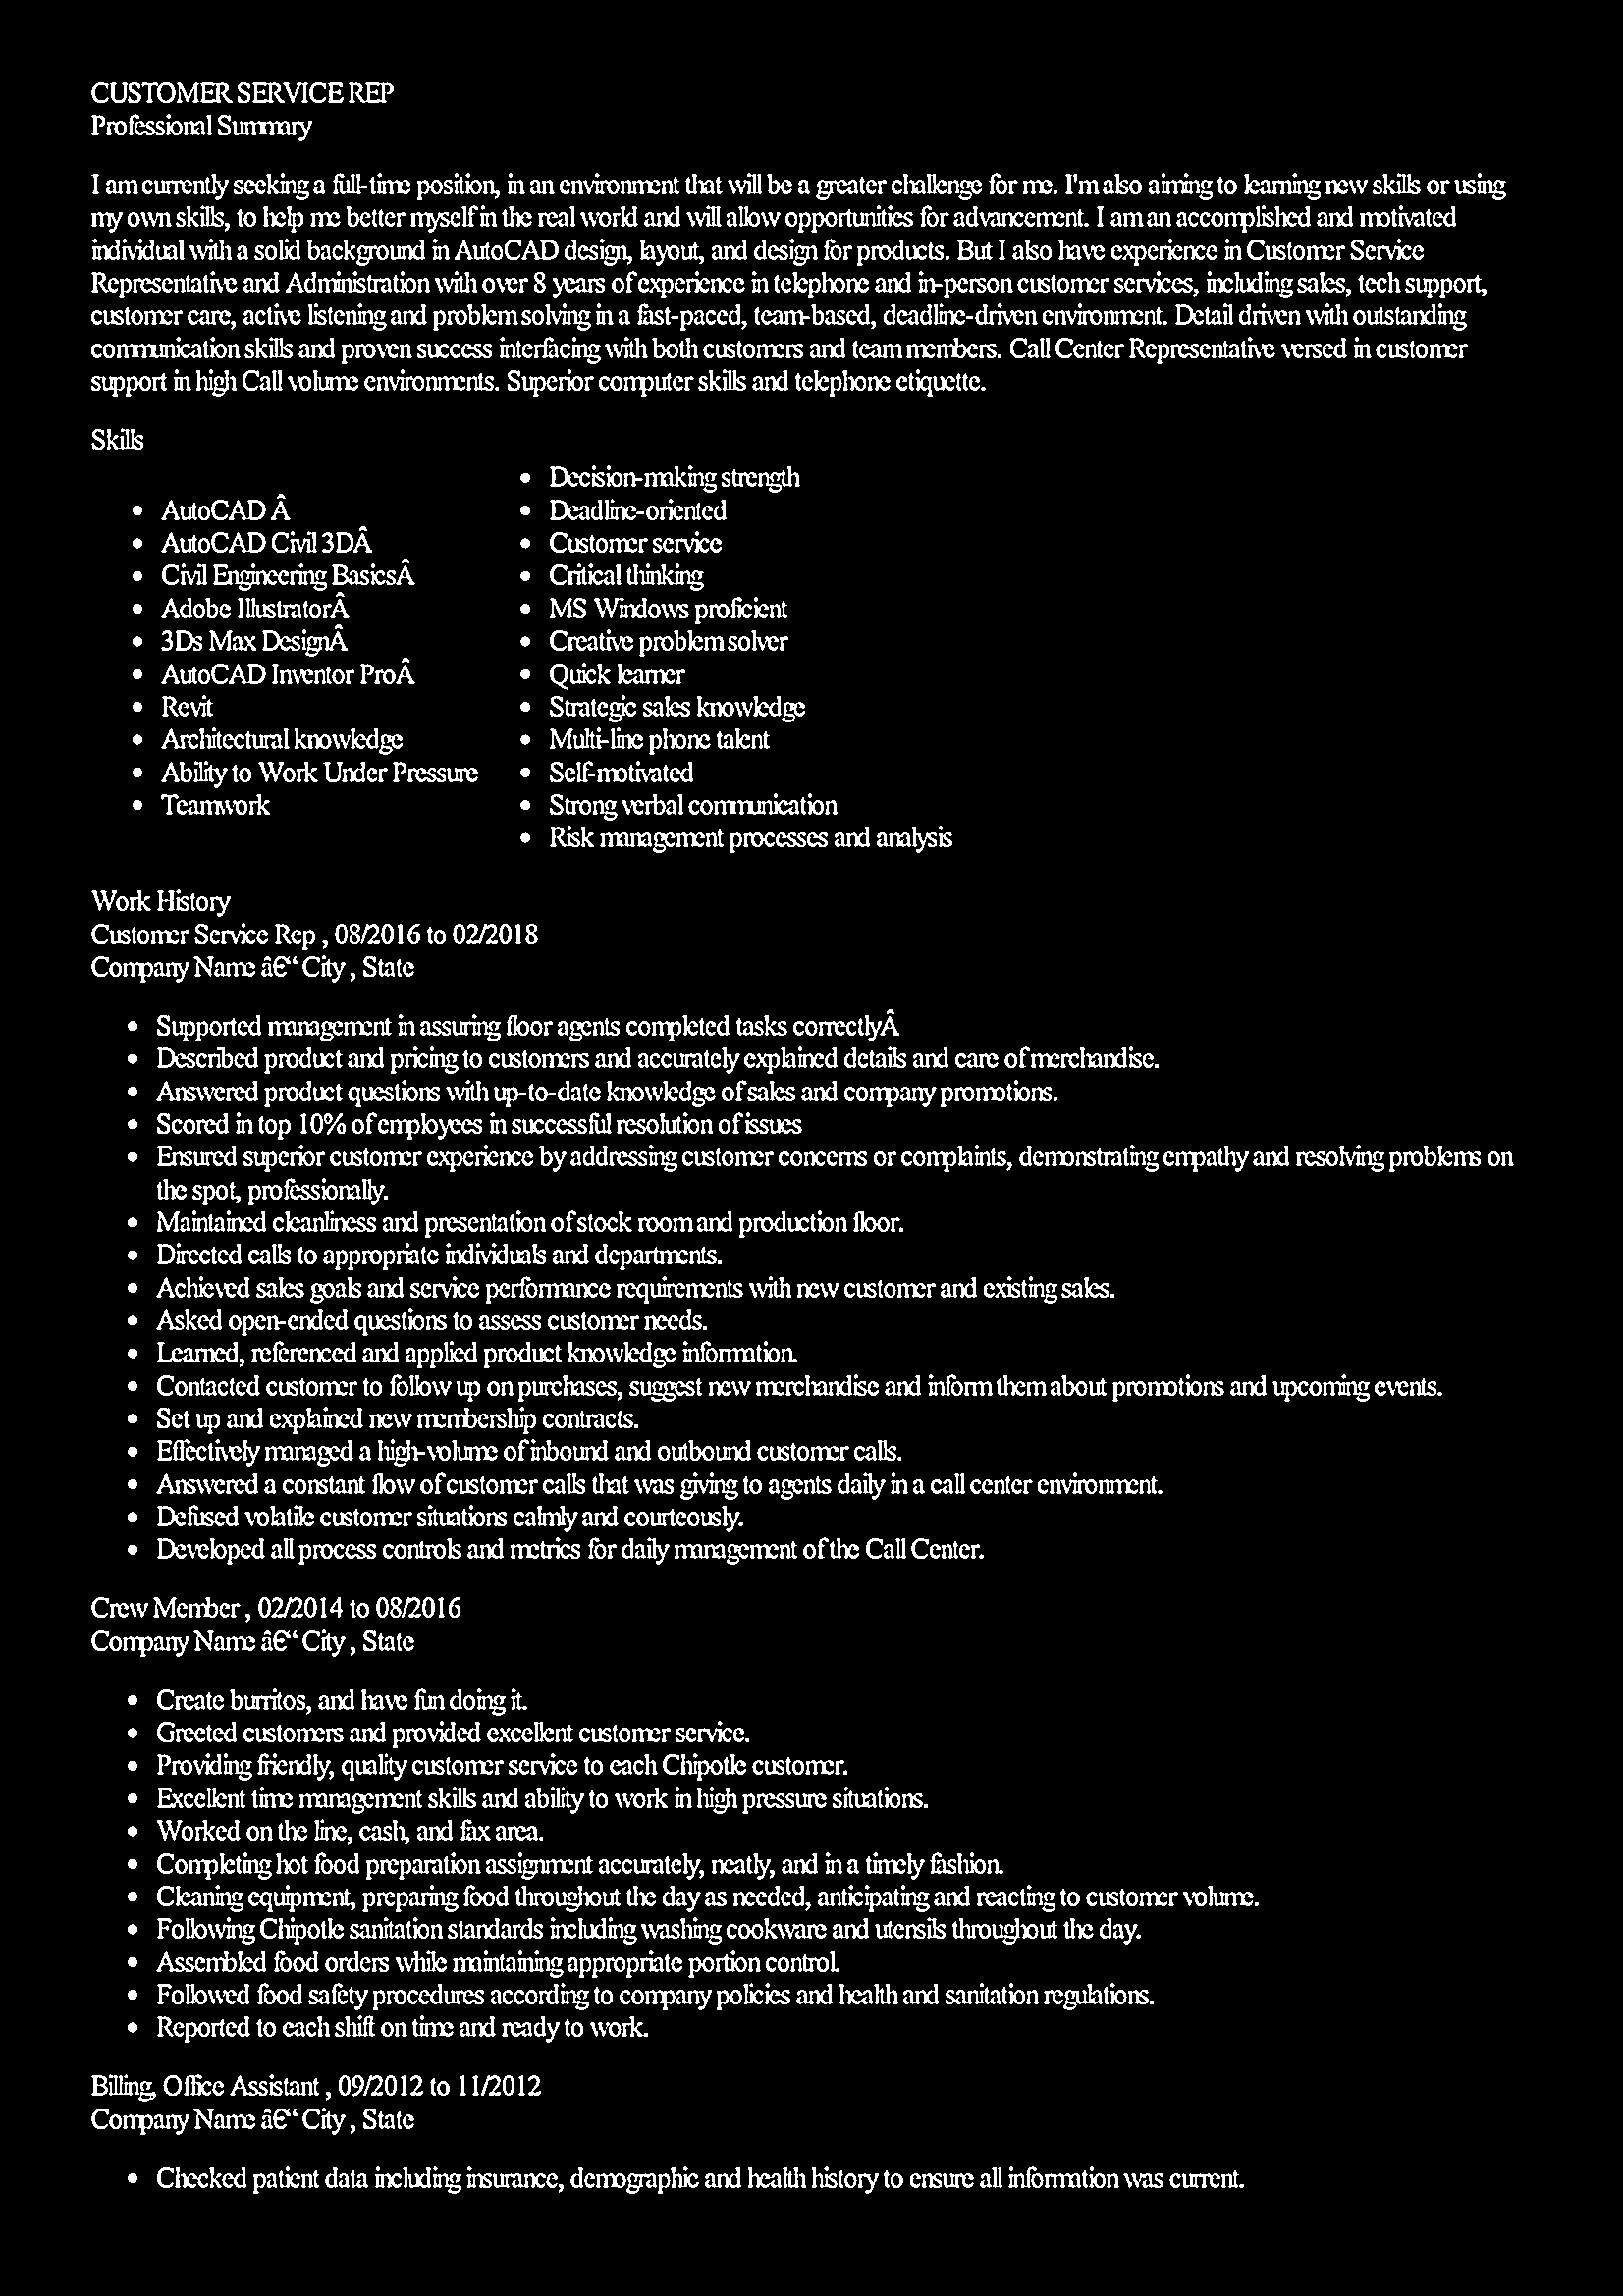 CUSTOMER SERVICE REP
Professional Summary
I am currently seeking a full-time position, in an environment that will be a greater challenge for me. I'm also aiming to learning new skills or using
my own skills, to help me better myself in the real world and will allow opportunities for advancement. I am an accomplished and motivated
individual with a solid background in AutoCAD design, layout, and design for products. But I also have experience in Customer Service
Representative and Administration with over 8 years of experience in telephone and in-person customer services, including sales, tech support,
customer care, active listening and problem solving in a fast-paced, team-based, deadline-driven environment. Detail driven with outstanding
communication skills and proven success interfacing with both customers and team members. Call Center Representative versed in customer
support in high Call volume environments. Superior computer skills and telephone etiquette.
Skills
• AutoCAD Â
• AutoCAD Civil 3DÂ
• Civil Engineering BasicsÂ
• Adobe IllustratorÂ
• 3Ds Max DesignÂ
• AutoCAD Inventor ProÂ
• Revit
• Architectural knowledge
• Ability to Work Under Pressure
• Teamwork
• Decision-making strength
• Deadline-oriented
• Customer service
• Critical thinking
• MS Windows proficient
• Creative problem solver
• Quick learner
• Strategic sales knowledge
• Multi-line phone talent
• Self-motivated
• Strong verbal communication
• Risk management processes and analysis
Work History
Customer Service Rep , 08/2016 to 02/2018
Company Name â€“ City , State
• Supported management in assuring floor agents completed tasks correctlyÂ
• Described product and pricing to customers and accurately explained details and care of merchandise.
• Answered product questions with up-to-date knowledge of sales and company promotions.
• Scored in top 10% of employees in successful resolution of issues
• Ensured superior customer experience by addressing customer concerns or complaints, demonstrating empathy and resolving problems on
the spot, professionally.
• Maintained cleanliness and presentation of stock room and production floor.
• Directed calls to appropriate individuals and departments.
• Achieved sales goals and service performance requirements with new customer and existing sales.
• Asked open-ended questions to assess customer needs.
• Learned, referenced and applied product knowledge information.
• Contacted customer to follow up on purchases, suggest new merchandise and inform them about promotions and upcoming events.
• Set up and explained new membership contracts.
• Effectively managed a high-volume of inbound and outbound customer calls.
• Answered a constant flow of customer calls that was giving to agents daily in a call center environment.
• Defused volatile customer situations calmly and courteously.
• Developed all process controls and metrics for daily management of the Call Center.
Crew Member , 02/2014 to 08/2016
Company Name â€“ City , State
• Create burritos, and have fun doing it.
• Greeted customers and provided excellent customer service.
• Providing friendly, quality customer service to each Chipotle customer.
• Excellent time management skills and ability to work in high pressure situations.
• Worked on the line, cash, and fax area.
• Completing hot food preparation assignment accurately, neatly, and in a timely fashion.
• Cleaning equipment, preparing food throughout the day as needed, anticipating and reacting to customer volume.
• Following Chipotle sanitation standards including washing cookware and utensils throughout the day.
• Assembled food orders while maintaining appropriate portion control.
• Followed food safety procedures according to company policies and health and sanitation regulations.
• Reported to each shift on time and ready to work.
Billing, Office Assistant , 09/2012 to 11/2012
Company Name â€“ City , State
• Checked patient data including insurance, demographic and health history to ensure all information was current.